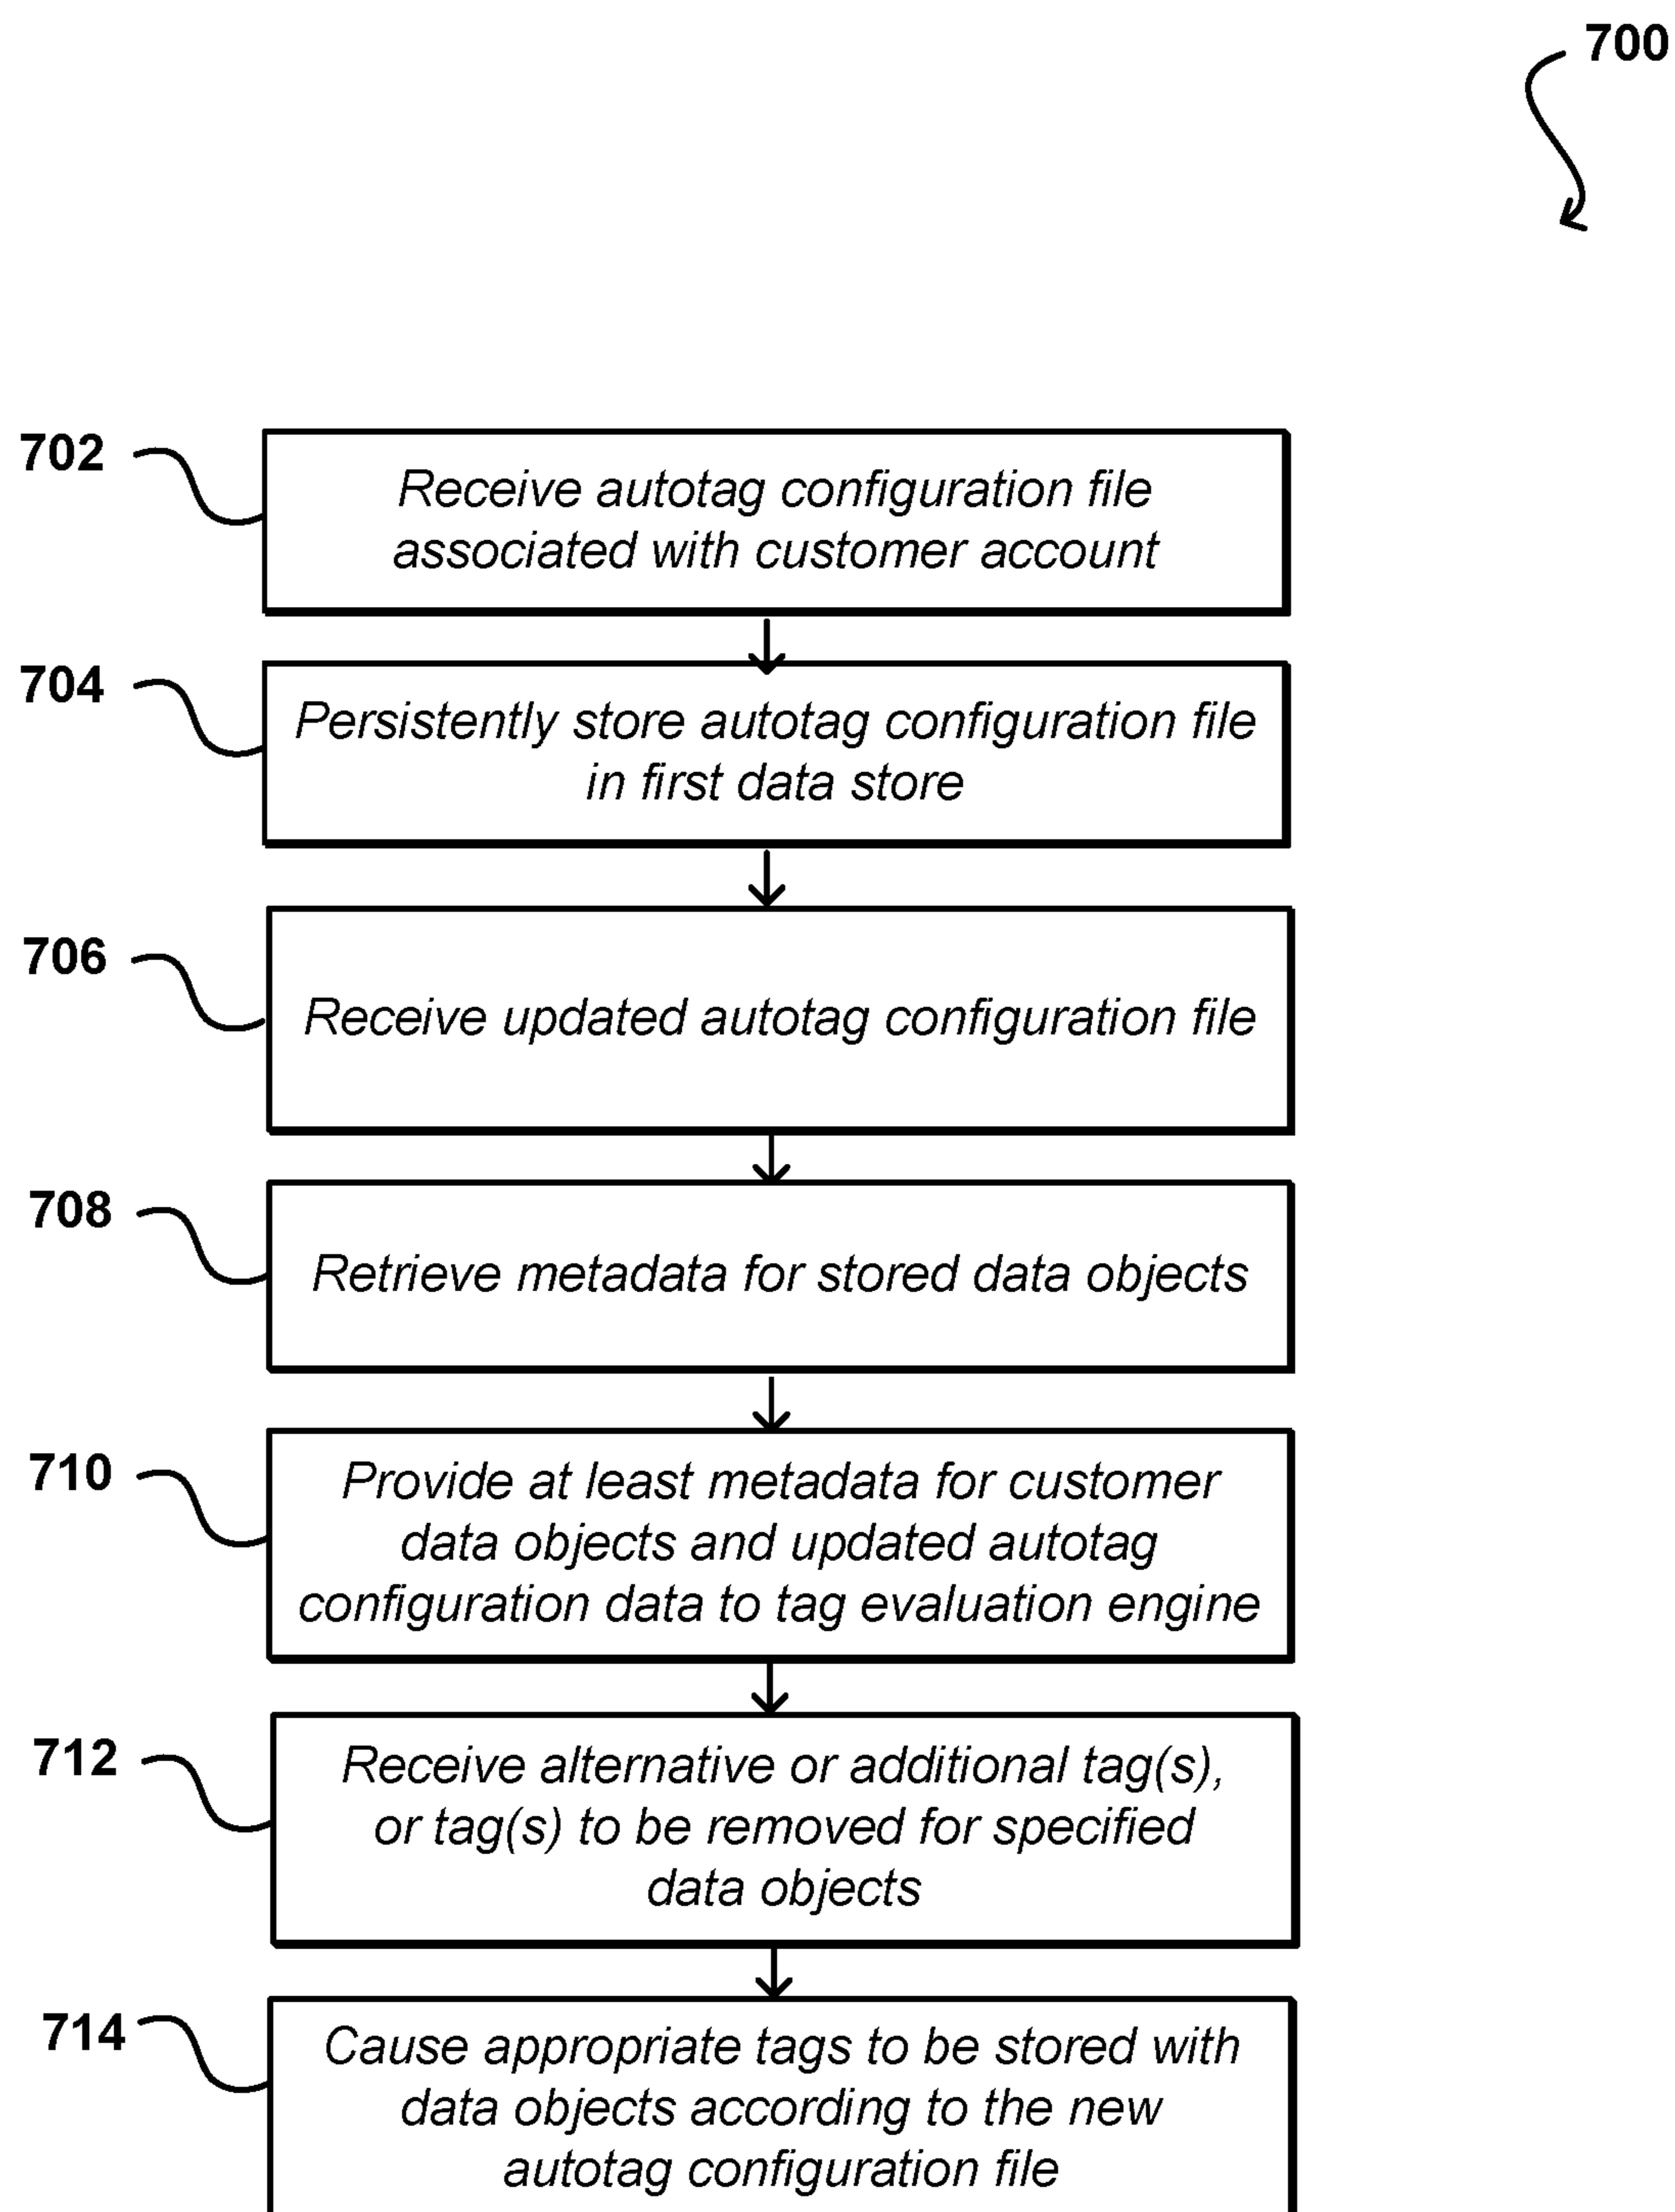 700
702
Receive autotag configuration file
associated with customer account
704
Persistently store autotag configuration file
in first data store
706
Receive updated autotag configuration file
708
Retrieve metadata for stored data objects
710
Provide at least metadata for customer
data objects and updated autotag
configuration data to tag evaluation engine
712
Receive alternative or additional tag(s),
or tag(s) to be removed for specified
data objects
714
Cause appropriate tags to be stored with
data objects according to the new
autotag configuration file